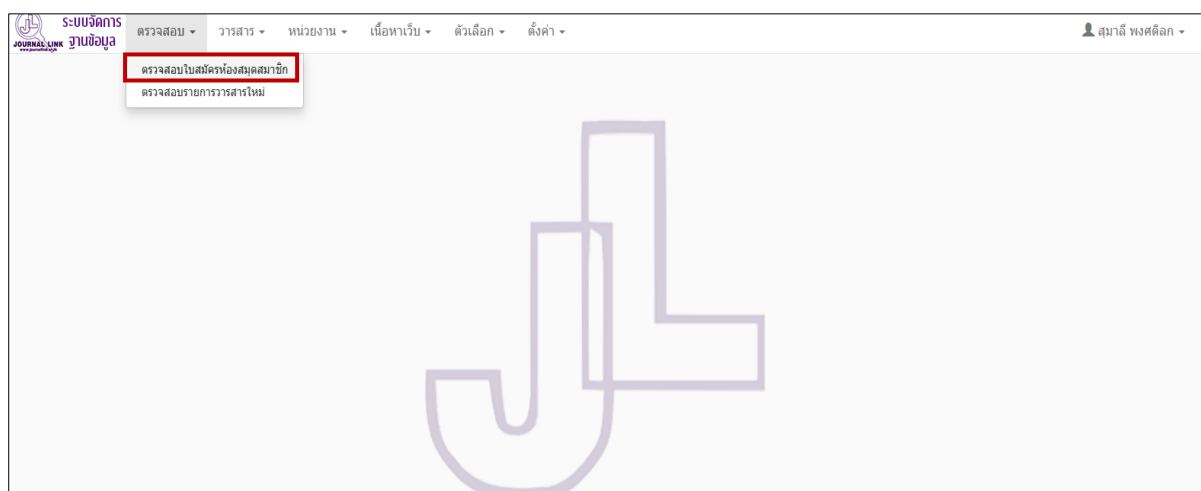 ระบบจัดการ
JOURNAL LINK ฐานข้อมูล
ตรวจสอบ วารสาร หน่วยงาน เนื้อหาเว็บ ตัวเลือก ตั้งค่า สุมาลี พงศดิลก
ตรวจสอบใบสมัครห้องสมุดสมาชิก
ตรวจสอบรายการวารสารใหม่
JL